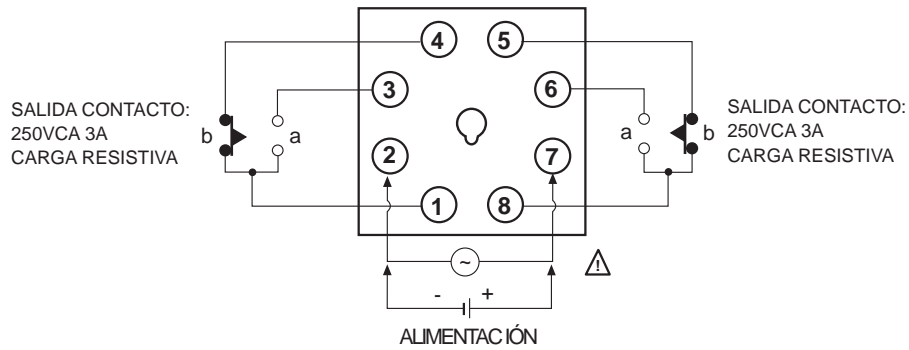 4 5
3 6
SALIDA CONTACTO:
250VCA 3A
CARGA RESISTIVA
b a
a b
SALIDA CONTACTO:
250VCA 3A
CARGA RESISTIVA
2 7
1 8
~
!
- +
ALIMENTACIÓN